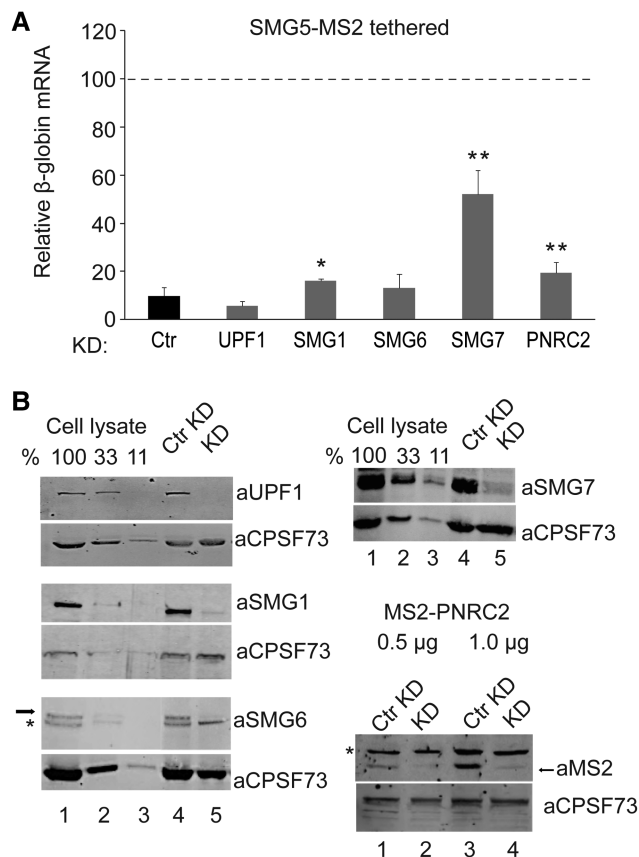 A
SMG5-MS2 tethered
Relative β-globin mRNA
120
100
80
60
40
20
0
* ** **
KD: Ctr UPF1 SMG1 SMG6 SMG7 PNRC2
B
Cell lysate Ctr KD KD
% 100 33 11
aUPF1
aCPSF73
aSMG1
aCPSF73
* aSMG6
aCPSF73
1 2 3 4 5
Cell lysate Ctr KD KD
% 100 33 11
aSMG7
aCPSF73
1 2 3 4 5
MS2-PNRC2
0.5 µg 1.0 µg
Ctr KD KD Ctr KD KD
* aMS2
aCPSF73
1 2 3 4